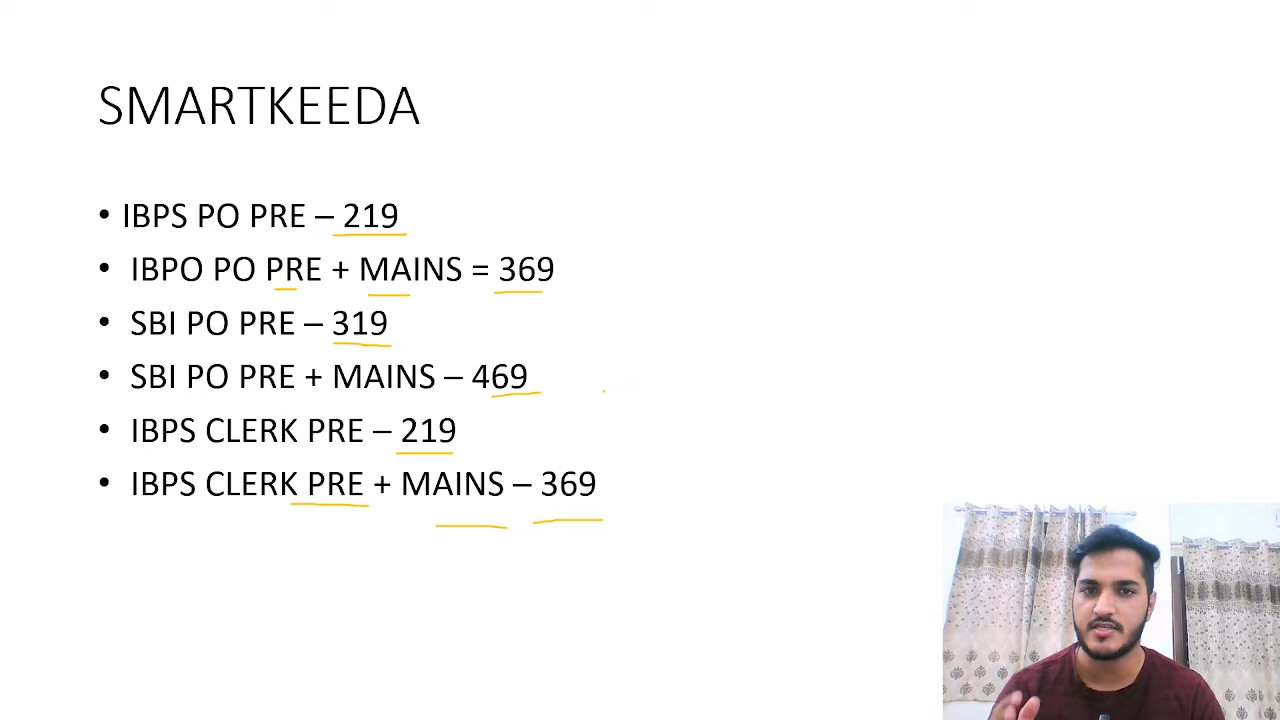 SMARTKEEDA
• IBPS PO PRE – 219
• IBPO PO PRE + MAINS = 369
• SBI PO PRE – 319
• SBI PO PRE + MAINS – 469
• IBPS CLERK PRE – 219
• IBPS CLERK PRE + MAINS – 369